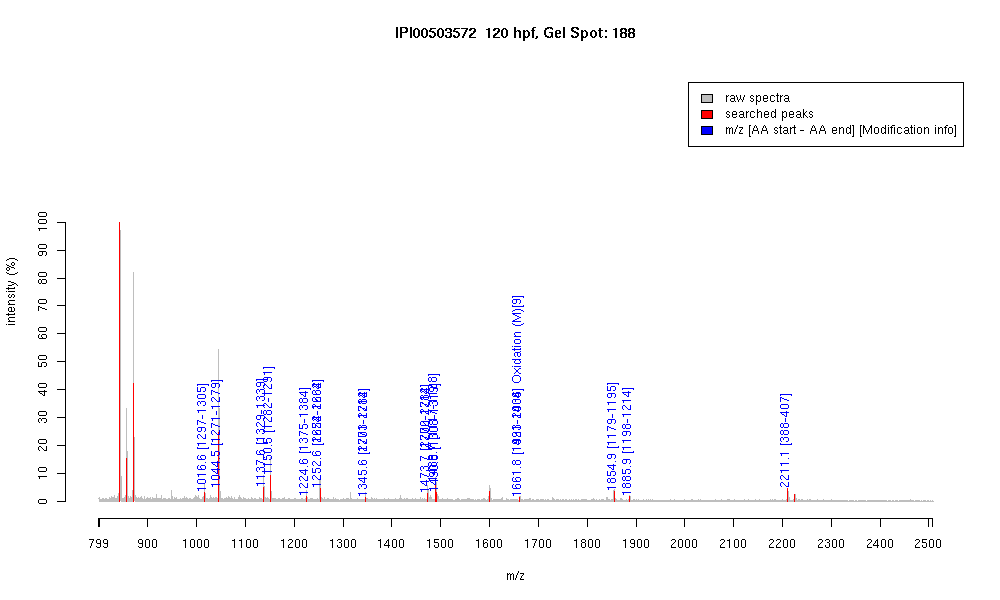 IPI00503572 120 hpf, Gel Spot: 188
raw spectra
searched peaks
m/z [AA start - AA end] [Modification info]
intensity (%)
100
90
80
70
60
50
40
30
20
10
0
1016.6 [1297-1305]
1044.5 [1271-1279]
1137.6 [1329-1339]
1150.5 [1282-1291]
1224.6 [1375-1384]
1252.6
1345.6
1473.7
1661.8 Oxidation (M)[9]
1854.9 [1179-1195]
1885.9 [1198-1214]
2211.1 [388-407]
799 900 1000 1100 1200 1300 1400 1500 1600 1700 1800 1900 2000 2100 2200 2300 2400 2500
m/z